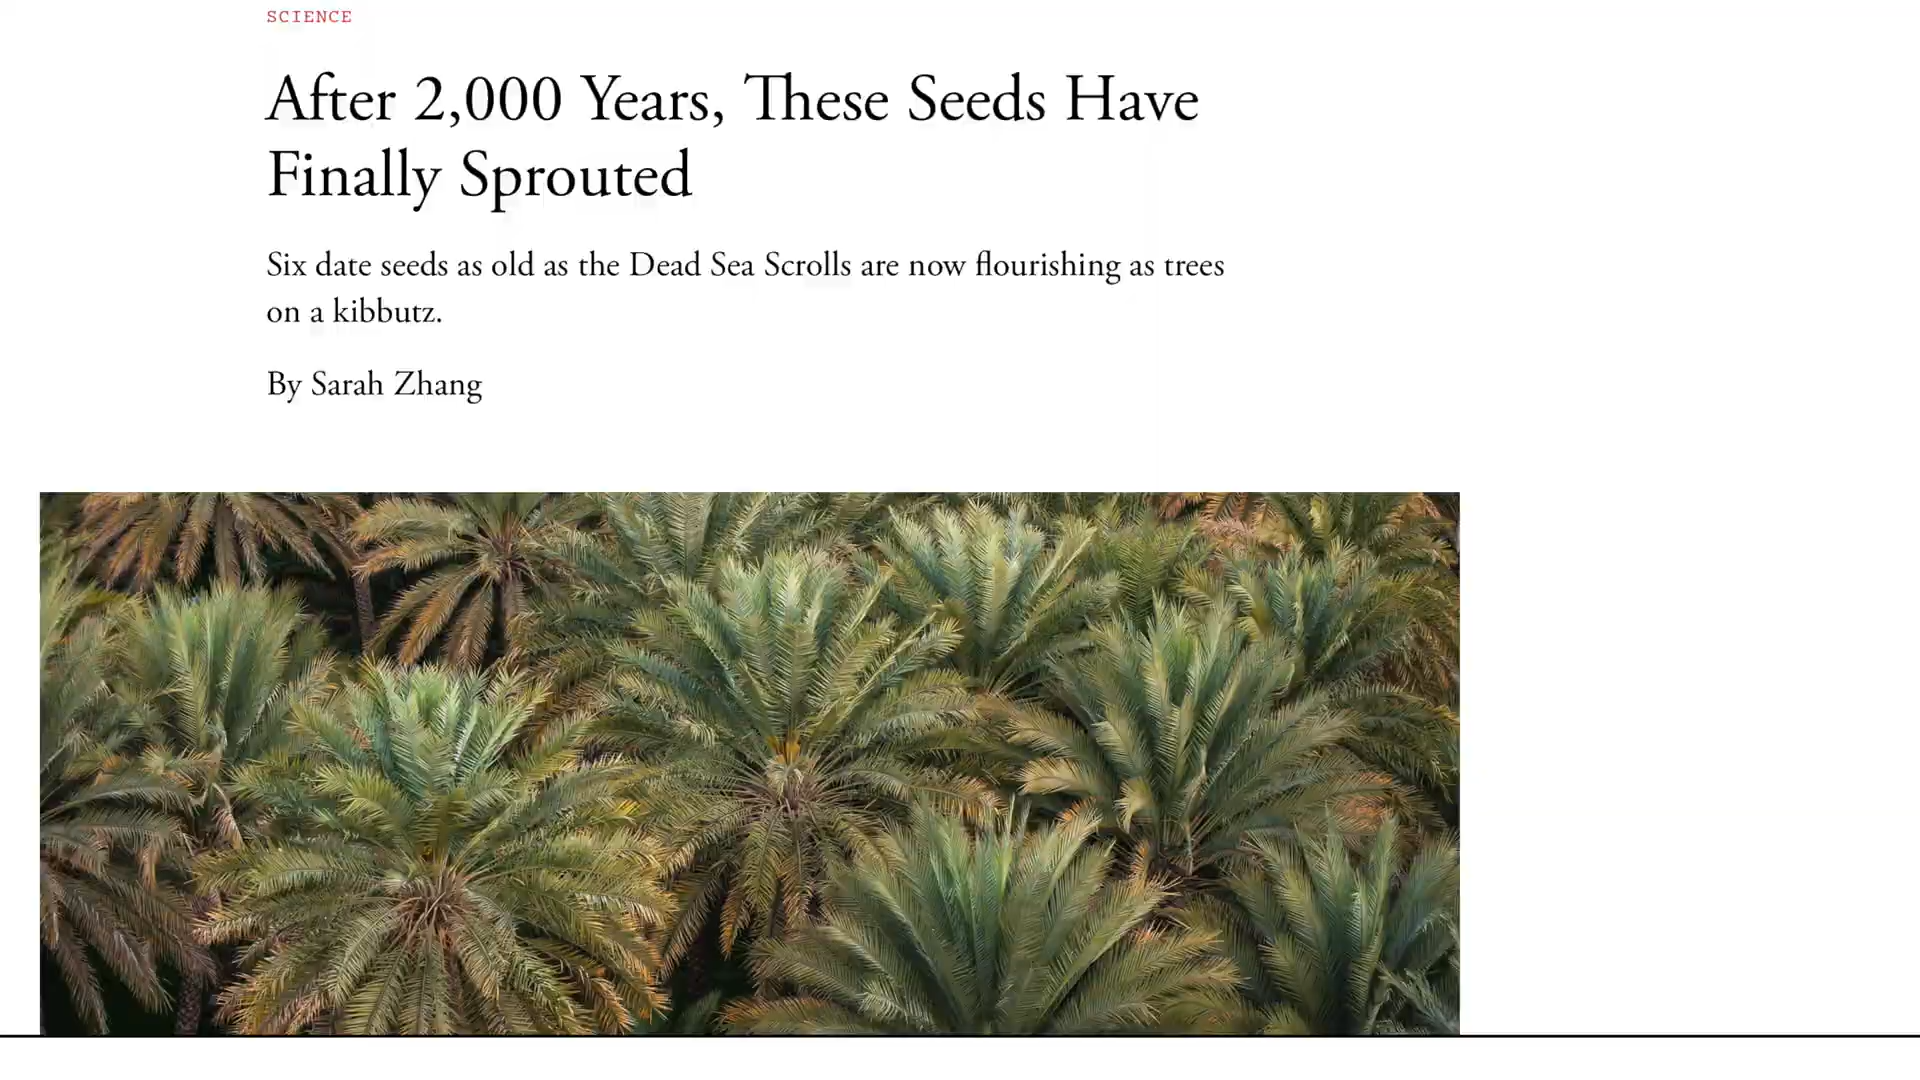 SCIENCE
After 2,000 Years, These Seeds Have
Finally Sprouted
Six date seeds as old as the Dead Sea Scrolls are now flourishing as trees
on a kibbutz.
By Sarah Zhang